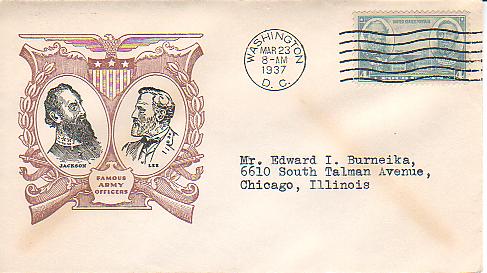 WASHINGTON
MAR 23
8-AM
1937
D. C.
UNITED STATES POSTAGE
JACKSON
LEE
FAMOUS
ARMY
OFFICERS
Mr. Edward I. Burneika,
6610 South Talman Avenue,
Chicago, Illinois